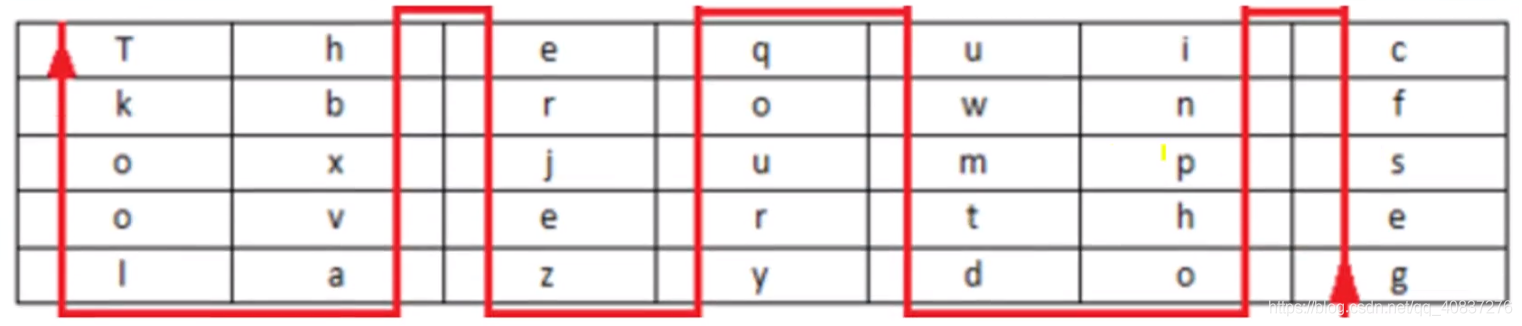 T h e q u i c
k b r o w n f
o x j u m p s
o v e r t h e
l a z y d o g
https://blog.csdn.net/qq_40837276